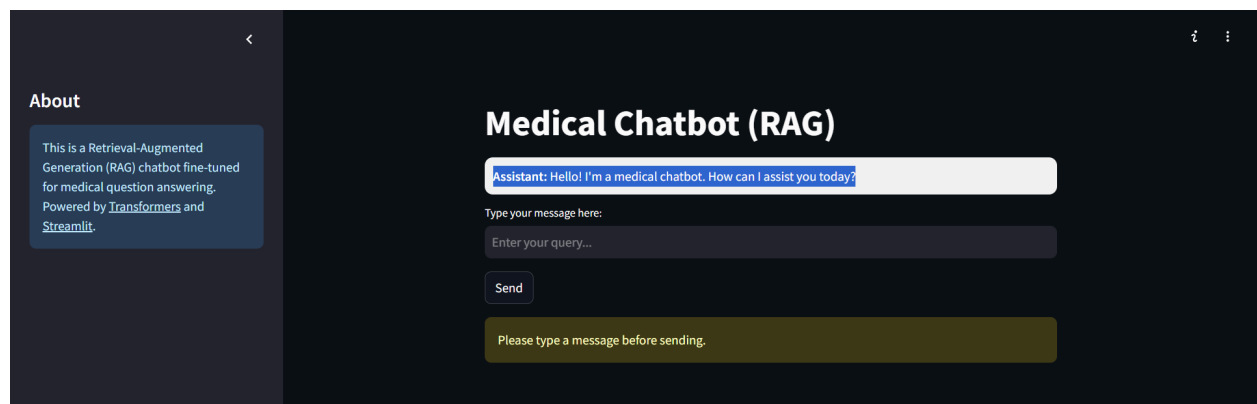 About
This is a Retrieval-Augmented
Generation (RAG) chatbot fine-tuned
for medical question answering.
Powered by Transformers and
Streamlit.
Medical Chatbot (RAG)
Assistant: Hello! I'm a medical chatbot. How can I assist you today?
Type your message here:
Enter your query...
Send
Please type a message before sending.